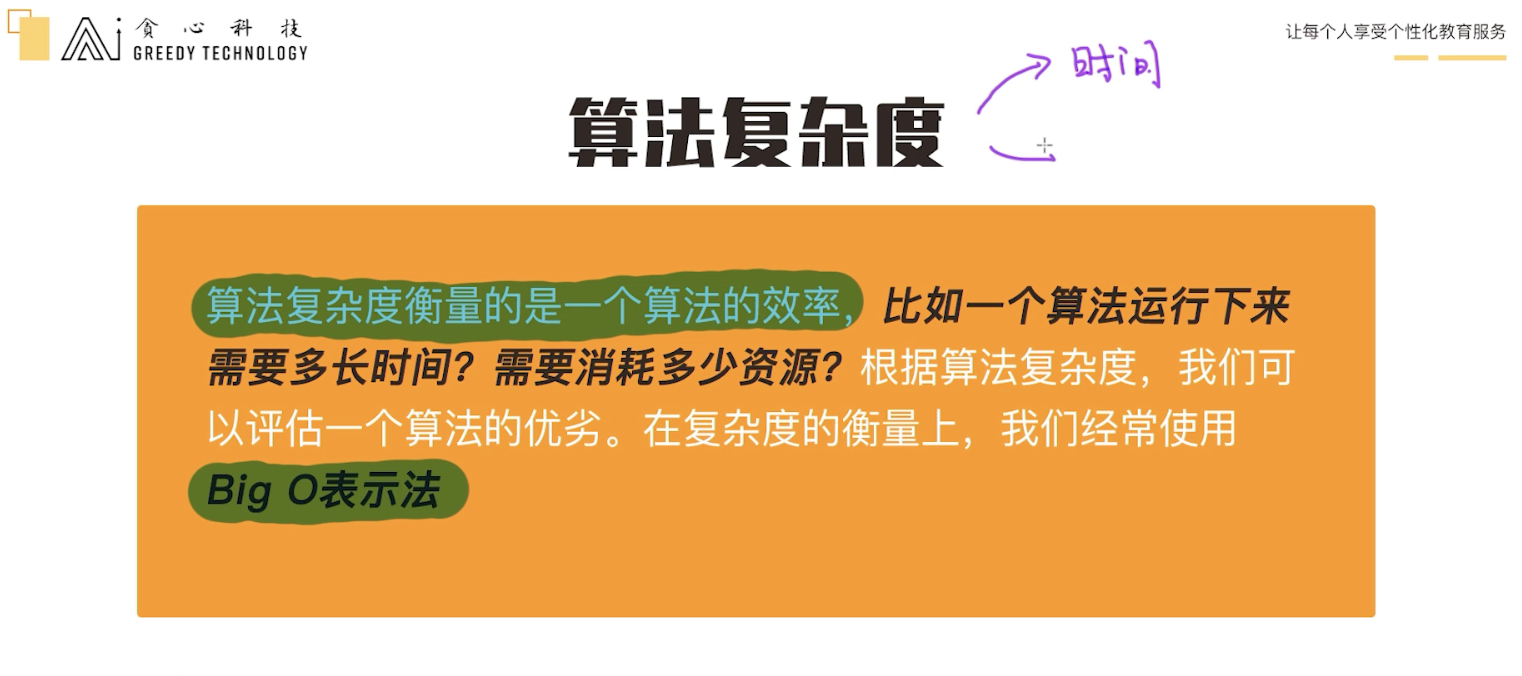 贪心科技
GREEDY TECHNOLOGY
让每个人享受个性化教育服务
时间
算法复杂度
算法复杂度衡量的是一个算法的效率，比如一个算法运行下来
需要多长时间？需要消耗多少资源？根据算法复杂度，我们可
以评估一个算法的优劣。在复杂度的衡量上，我们经常使用
Big O表示法